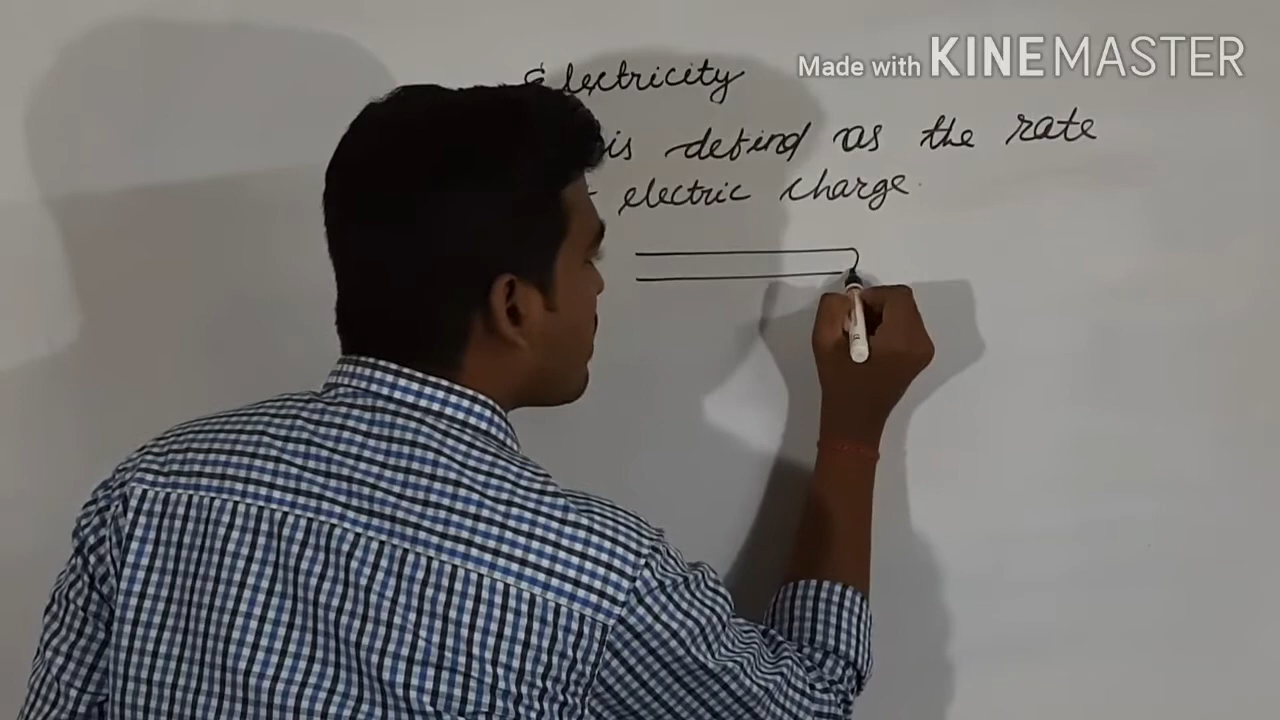 Made with KINEMASTER
Electricity
is defind as the rate
electric charge.